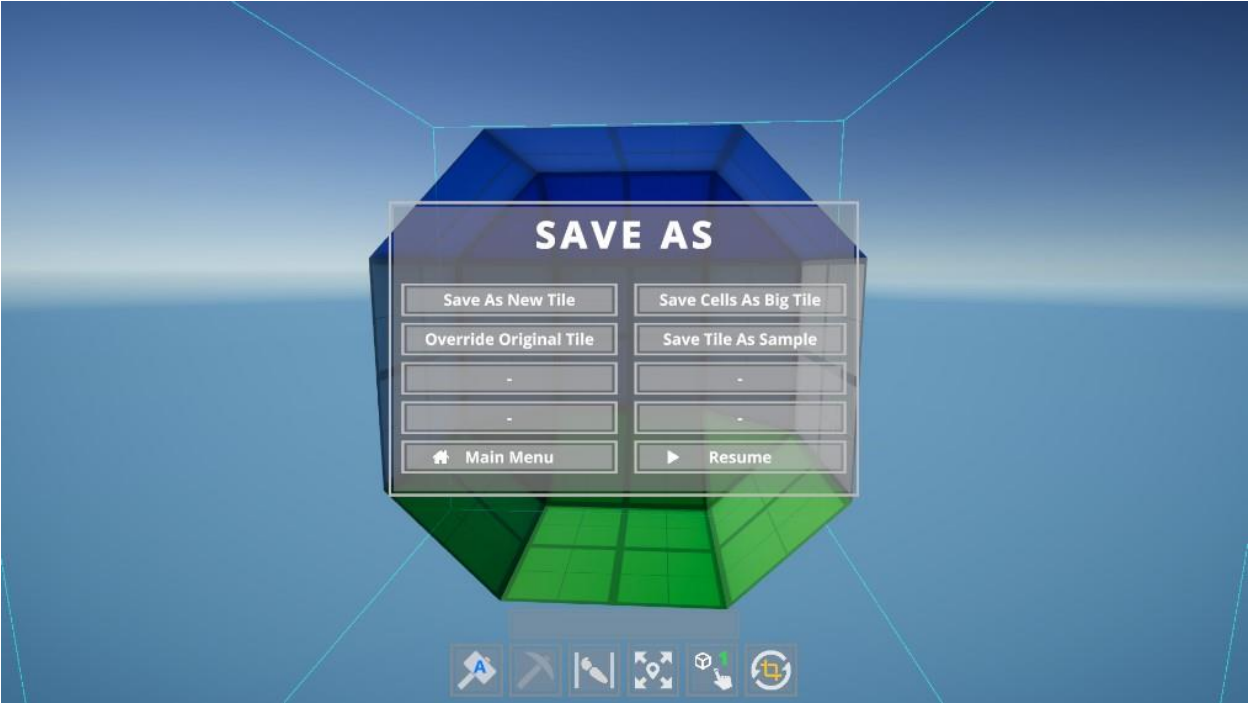 SAVE AS
Save As New Tile
Save Cells As Big Tile
Override Original Tile
Save Tile As Sample
-
-
-
-
Main Menu
Resume
A
1